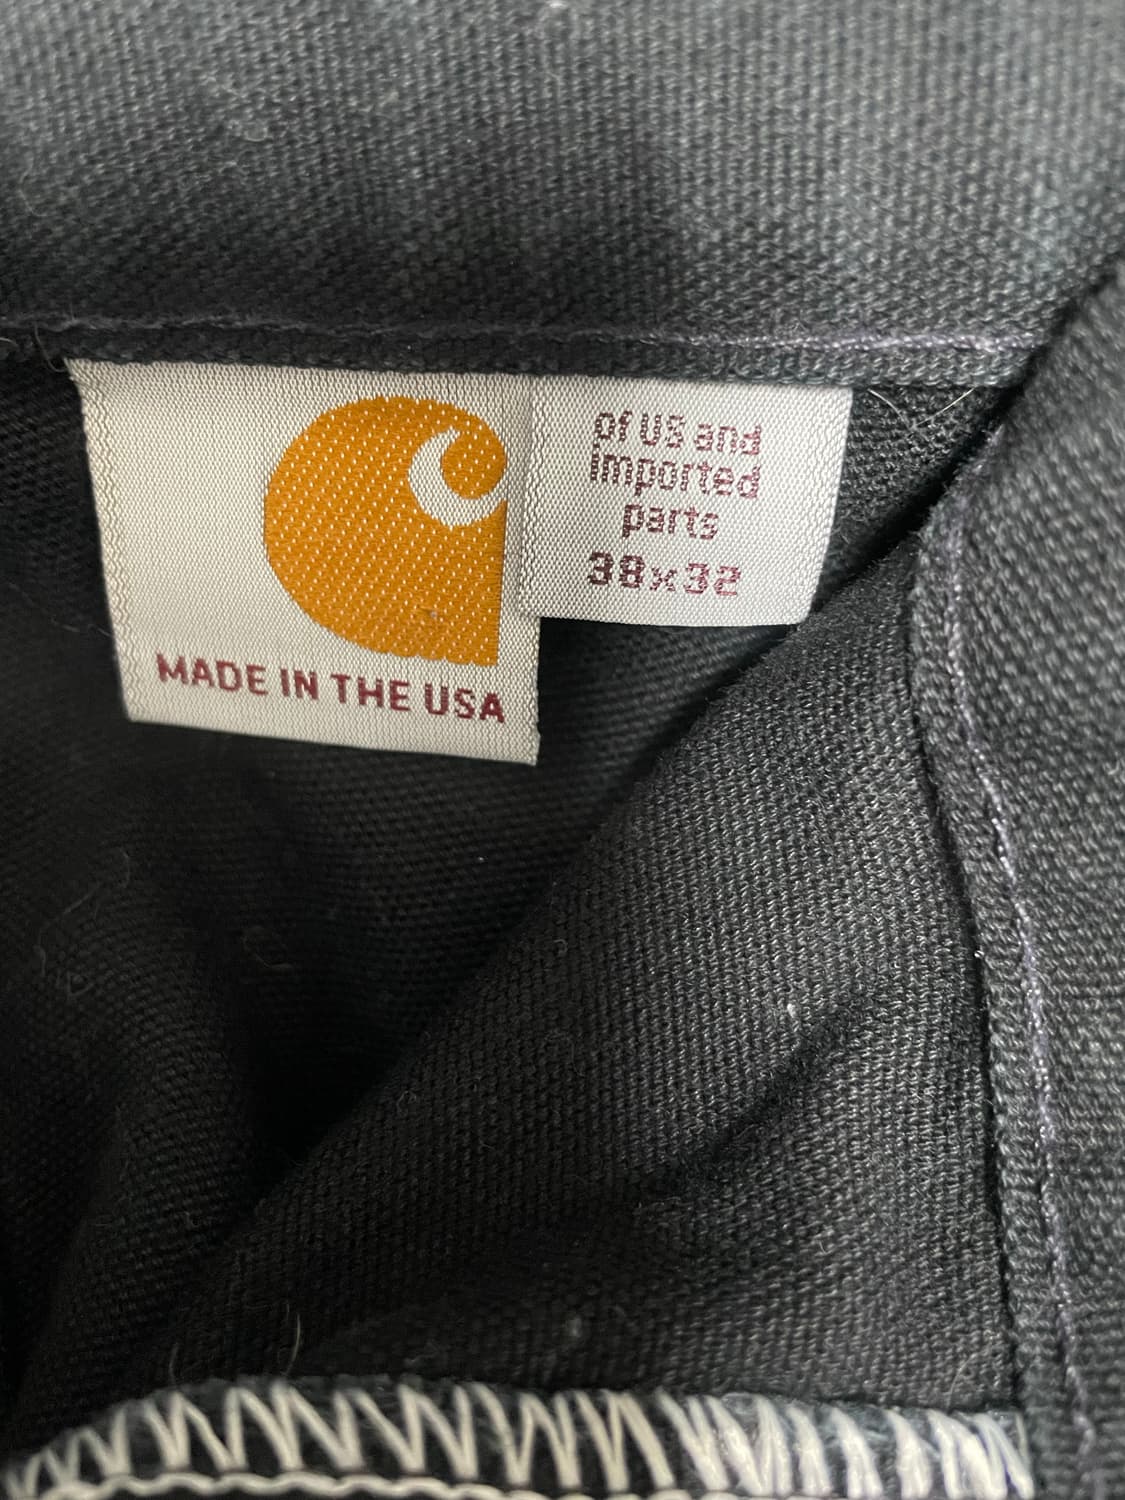 MADE IN THE USA
of US and
imported
parts
38x32